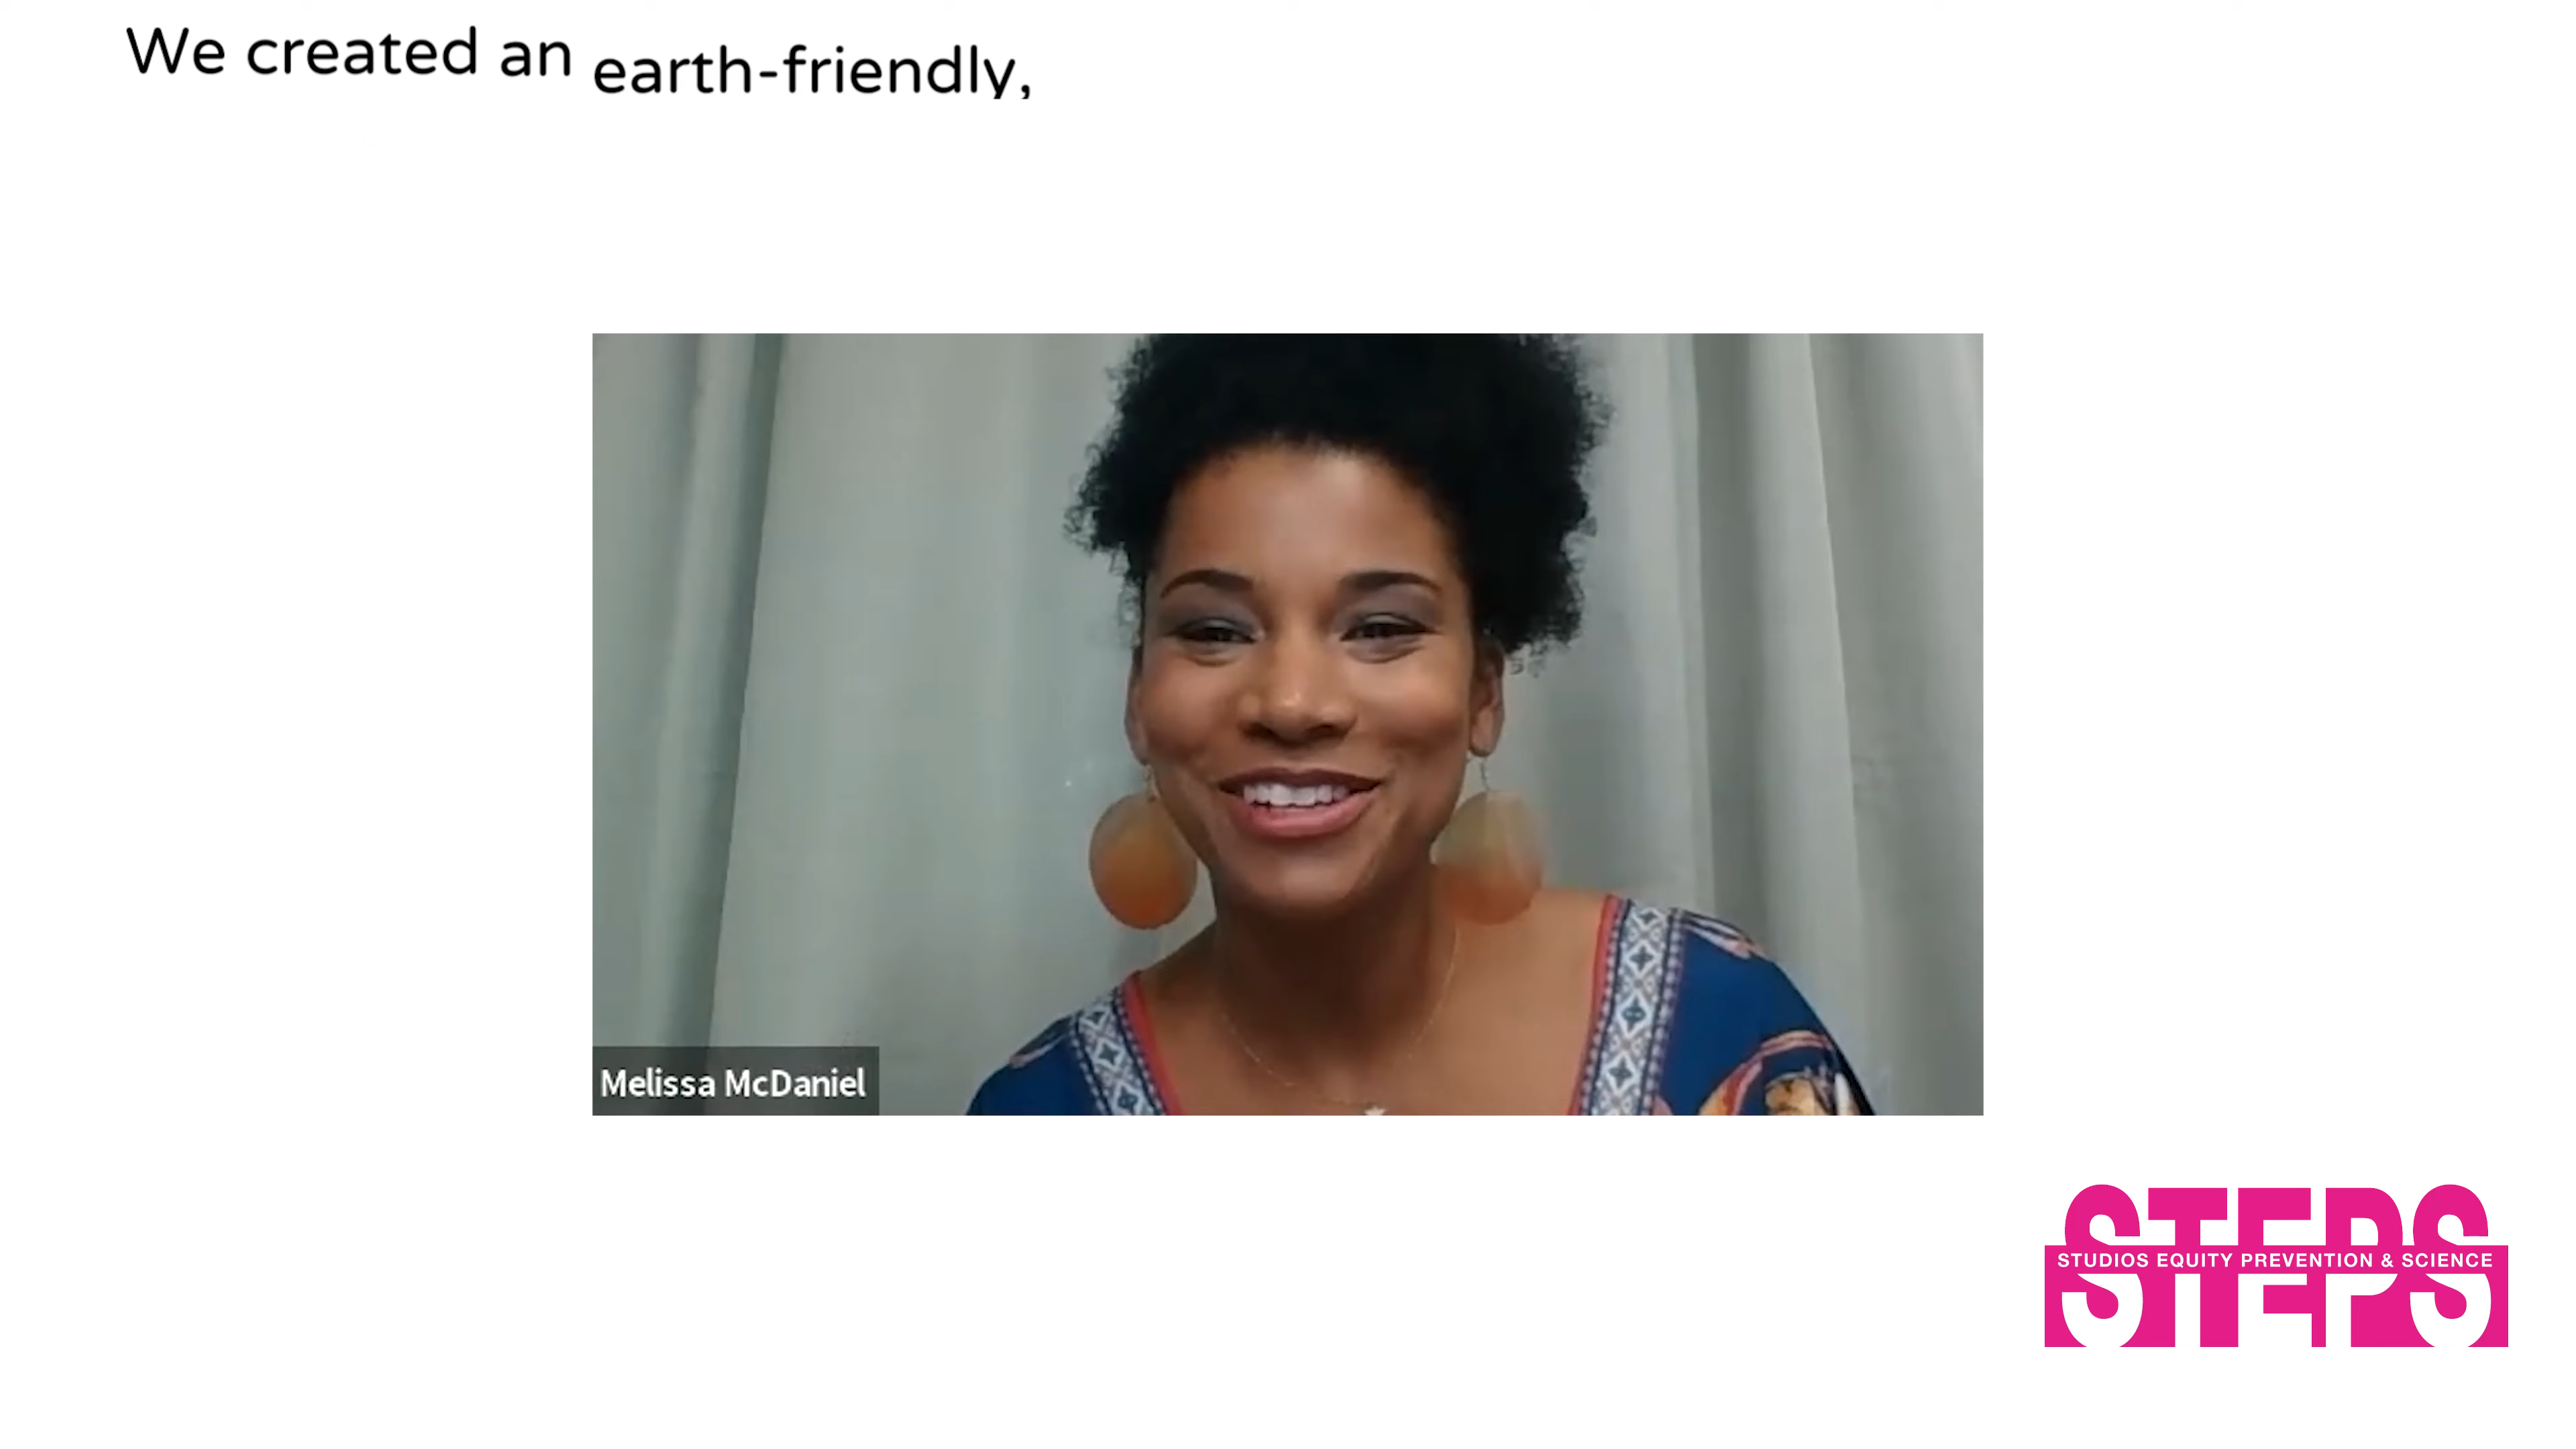 We created an earth-friendly,
Melissa McDaniel
STEPS
STUDIOS EQUITY PREVENTION & SCIENCE